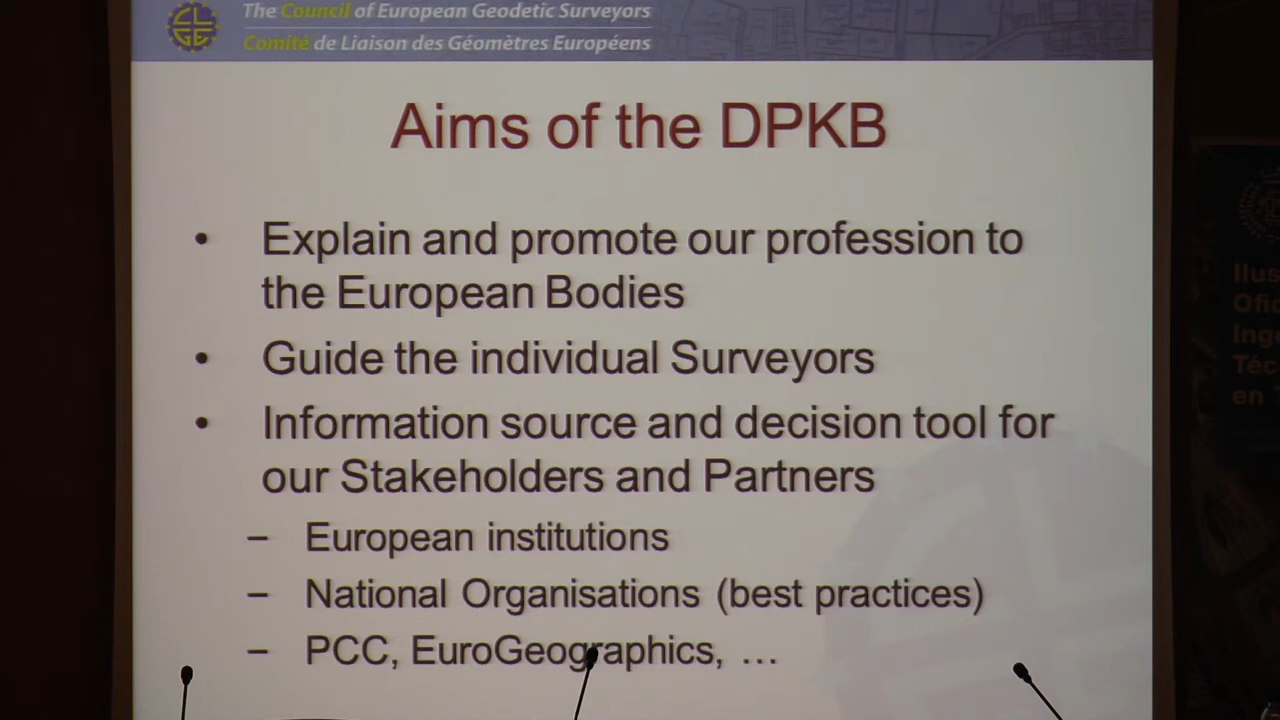 CLGE
The Council of European Geodetic Surveyors
Comité de Liaison des Géomètres Européens
Aims of the DPKB
• Explain and promote our profession to
the European Bodies
• Guide the individual Surveyors
• Information source and decision tool for
our Stakeholders and Partners
– European institutions
– National Organisations (best practices)
– PCC, EuroGeographics, …
en